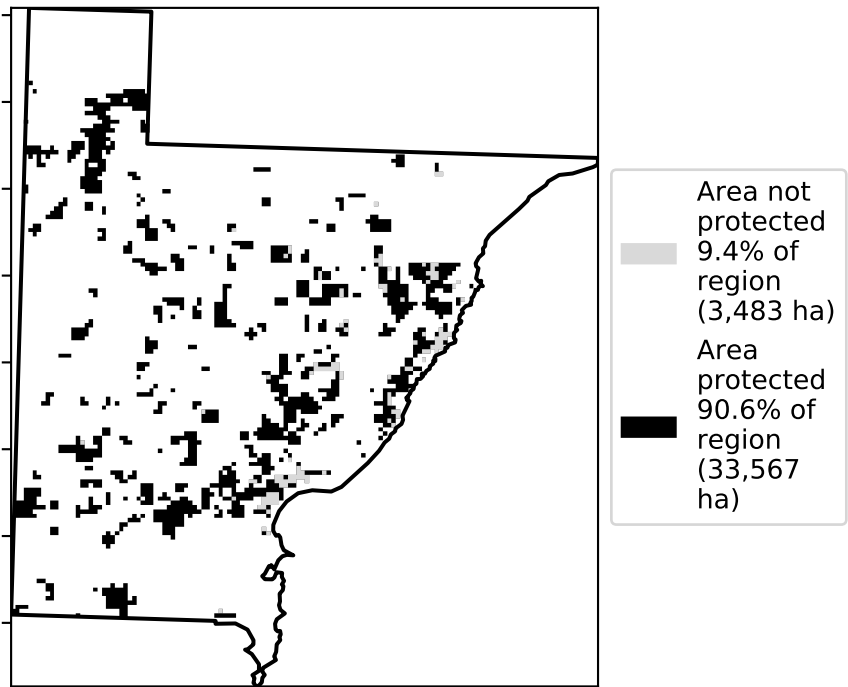 Area not
protected
9.4% of
region
(3,483 ha)
Area
protected
90.6% of
region
(33,567
ha)